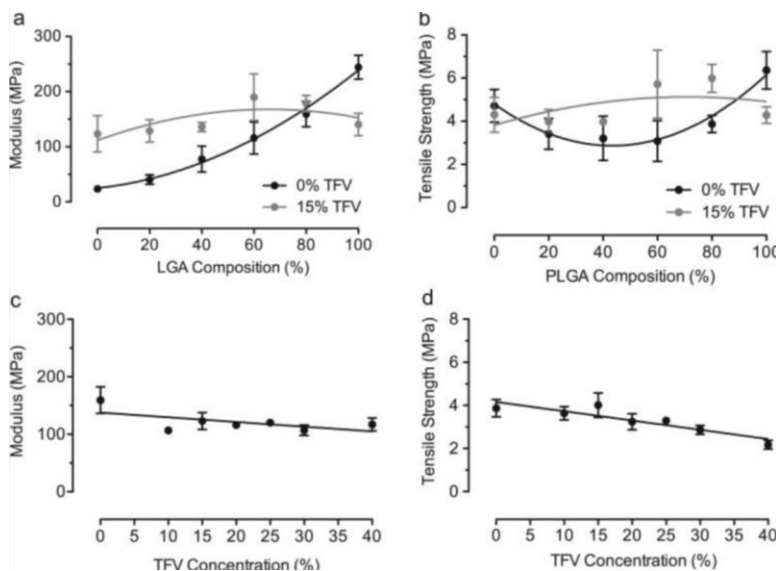 a
Modulus (MPa)
300
200
100
0
0% TFV
15% TFV
0 20 40 60 80 100
LGA Composition (%)
b
Tensile Strength (MPa)
8
6
4
2
0
0% TFV
15% TFV
0 20 40 60 80 100
PLGA Composition (%)
c
Modulus (MPa)
300
200
100
0
0 5 10 15 20 25 30 35 40
TFV Concentration (%)
d
Tensile Strength (MPa)
8
6
4
2
0
0 5 10 15 20 25 30 35 40
TFV Concentration (%)